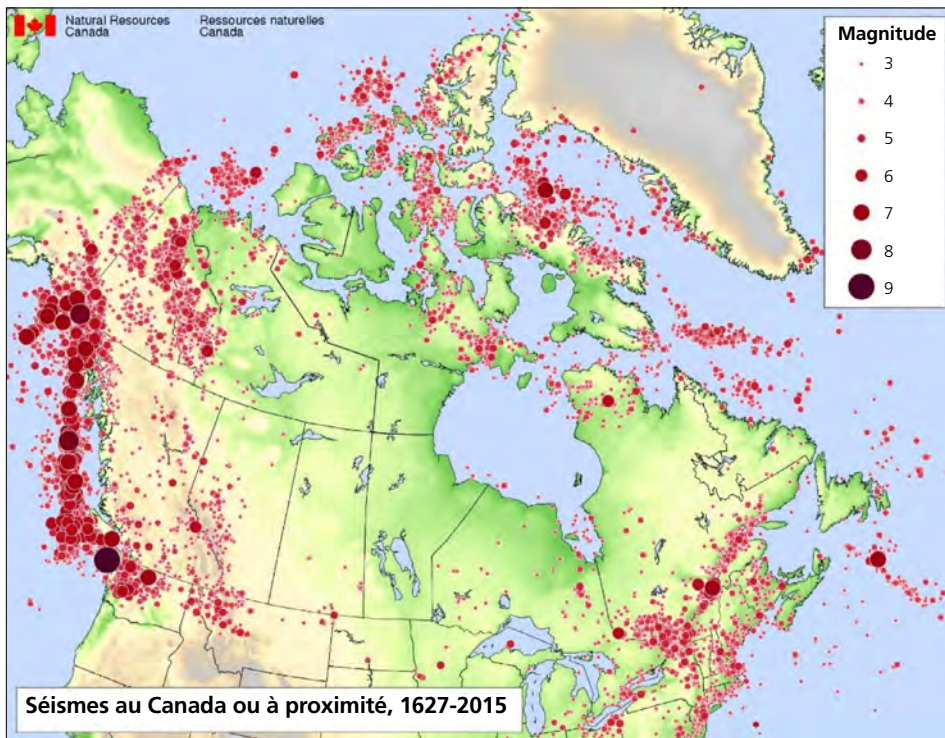 Natural Resources
Canada
Ressources naturelles
Canada
Magnitude
3
4
5
6
7
8
9
Séismes au Canada ou à proximité, 1627-2015